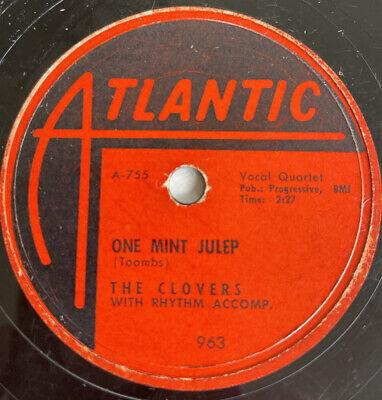 ATLANTIC
A-755
Vocal Quartet
Pub.: Progressive, BMI
Time: 2:27
ONE MINT JULEP
(Toombs)
THE CLOVERS
WITH RHYTHM ACCOMP.
963